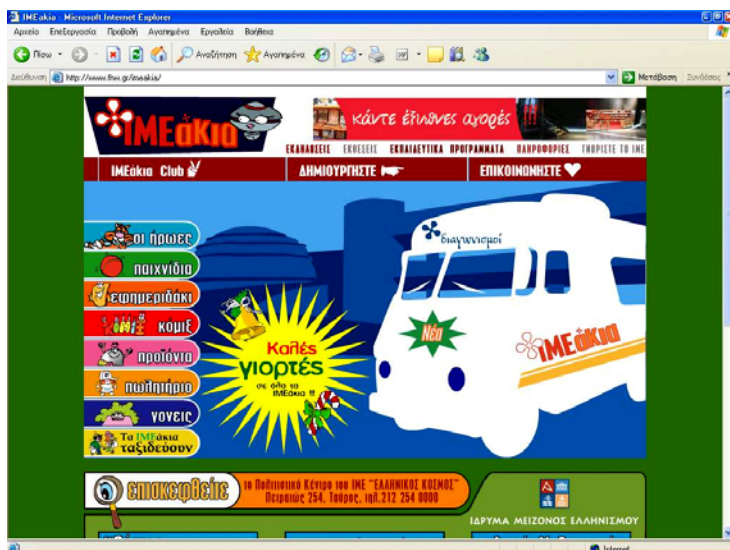 IMEakia - Microsoft Internet Explorer
Αρχείο Επεξεργασία Προβολή Αγαπημένα Εργαλεία Βοήθεια
Πίσω Αναζήτηση Αγαπημένα
Διεύθυνση http://www.fhw.gr/imeakia/ Μετάβαση Συνδέσεις
ΙΜΕάκια
κάντε έξυπνες αγορές
ΕΚΔΗΛΩΣΕΙΣ ΕΚΘΕΣΕΙΣ ΕΚΠΑΙΔΕΥΤΙΚΑ ΠΡΟΓΡΑΜΜΑΤΑ ΠΛΗΡΟΦΟΡΙΕΣ ΓΝΩΡΙΣΤΕ ΤΟ ΙΜΕ
ΙΜΕάκια Club ΔΗΜΙΟΥΡΓΗΣΤΕ ΕΠΙΚΟΙΝΩΝΗΣΤΕ
οι ήρωες
παιχνίδια
εφημεριδάκι
κόμιξ
προϊόντα
πωλητήριο
γονείς
Τα ΙΜΕάκια
ταξιδεύουν
Καλές
γιορτές
σε όλα τα
ΙΜΕάκια !!!
διαγωνισμοί
Νέο
ΙΜΕάκια
επισκεφθείτε
το Πολιτιστικό Κέντρο του ΙΜΕ "ΕΛΛΗΝΙΚΟΣ ΚΟΣΜΟΣ"
Πειραιώς 254, Ταύρος, τηλ.212 254 0000
ΙΔΡΥΜΑ ΜΕΙΖΟΝΟΣ ΕΛΛΗΝΙΣΜΟΥ
Internet